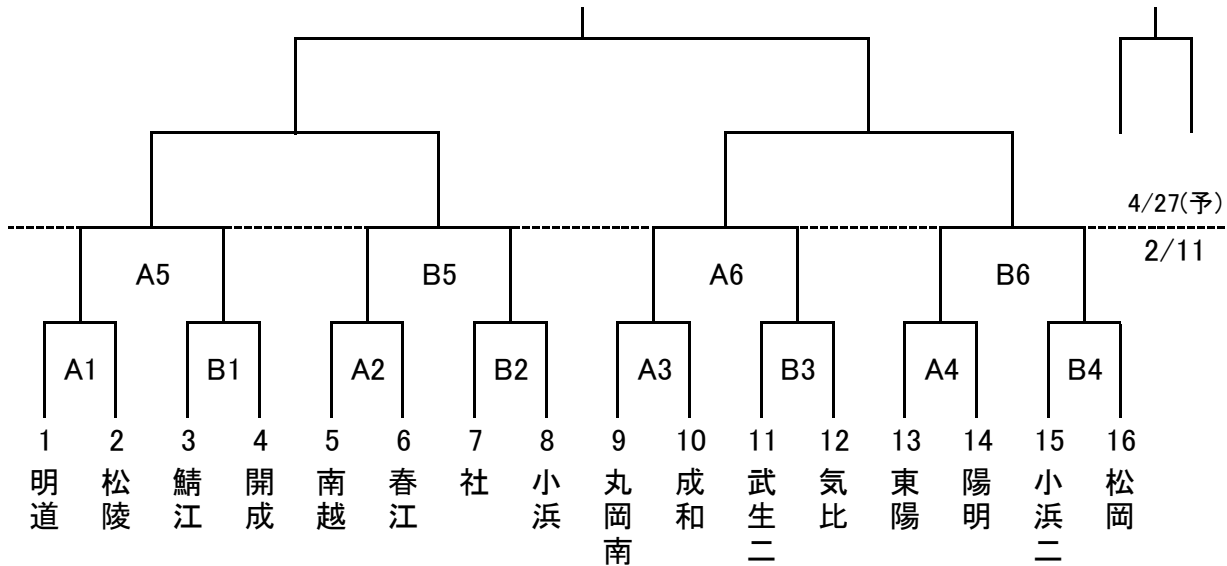 4/27(予)
2/11
A5 B5 A6 B6
A1 B1 A2 B2 A3 B3 A4 B4
1 2 3 4 5 6 7 8 9 10 11 12 13 14 15 16
明道
松陵
鯖江
開成
南越
春江
社
小浜
丸岡南
成和
武生二
気比
東陽
陽明
小浜二
松岡